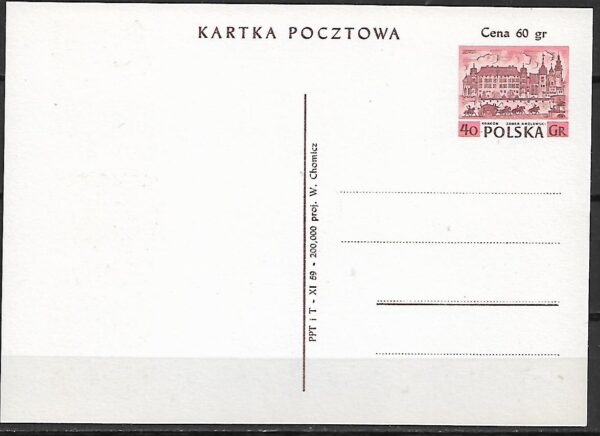 KARTKA POCZTOWA
Cena 60 gr
KRAKÓW ZAMEK KRÓLEWSKI
40 POLSKA GR
PPT i T - XI 69 - 200,000 proj. W. Chomicz